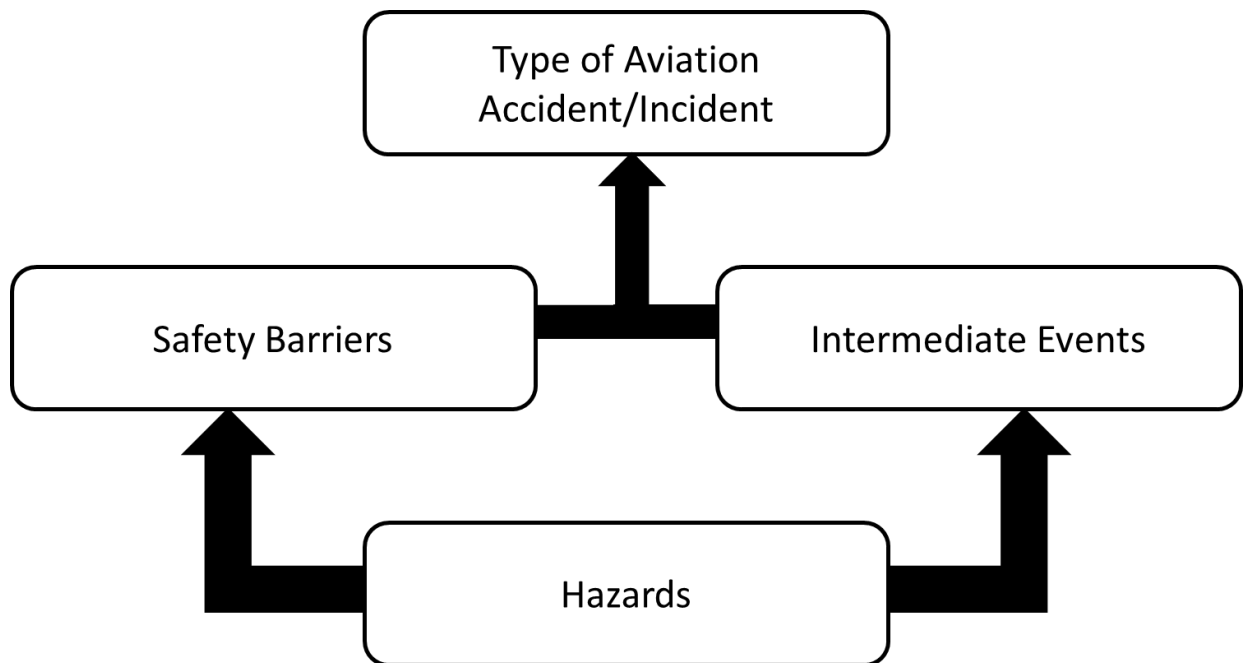 Type of Aviation
Accident/Incident
Safety Barriers
Intermediate Events
Hazards